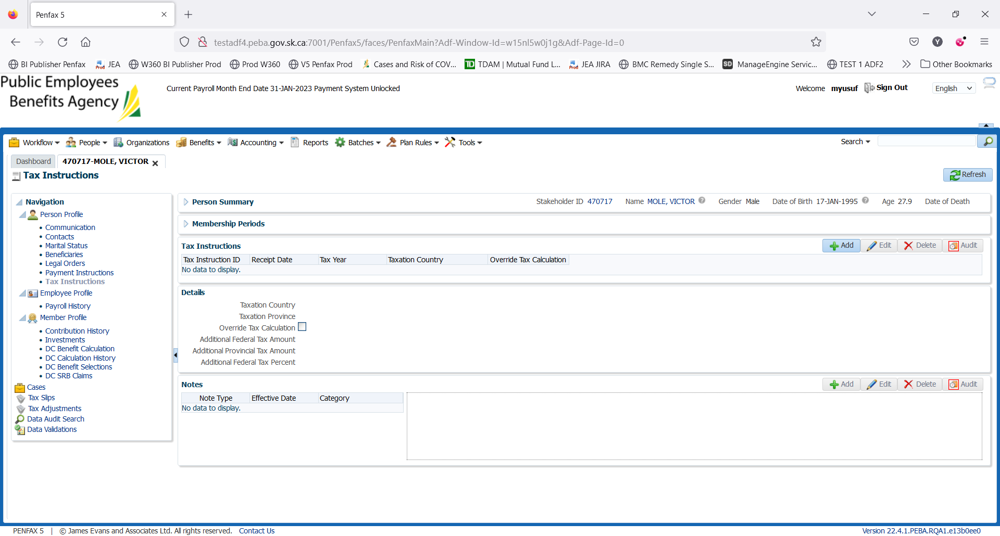 Penfax 5
testadf4.peba.gov.sk.ca:7001/Penfax5/faces/PenfaxMain?Adf-Window-Id=w15nl5w0j1g&Adf-Page-Id=0
Y
BI Publisher Penfax JEA W360 BI Publisher Prod Prod W360 V5 Penfax Prod Cases and Risk of COV... TD TDAM | Mutual Fund L... JEA JIRA BMC Remedy Single S... SD ManageEngine Servic... TEST 1 ADF2 Other Bookmarks
Public Employees
Benefits Agency
Current Payroll Month End Date 31-JAN-2023 Payment System Unlocked
Welcome myusuf Sign Out English
Workflow People Organizations Benefits Accounting Reports Batches Plan Rules Tools Search
Dashboard 470717-MOLE, VICTOR
Tax Instructions
Refresh
Navigation
Person Profile
Communication
Contacts
Marital Status
Beneficiaries
Legal Orders
Payment Instructions
Tax Instructions
Employee Profile
Payroll History
Member Profile
Contribution History
Investments
DC Benefit Calculation
DC Calculation History
DC Benefit Selections
DC SRB Claims
Cases
Tax Slips
Tax Adjustments
Data Audit Search
Data Validations
Person Summary Stakeholder ID 470717 Name MOLE, VICTOR Gender Male Date of Birth 17-JAN-1995 Age 27.9 Date of Death
Membership Periods
Tax Instructions Add Edit Delete Audit
Tax Instruction ID Receipt Date Tax Year Taxation Country Override Tax Calculation
No data to display.
Details
Taxation Country
Taxation Province
Override Tax Calculation
Additional Federal Tax Amount
Additional Provincial Tax Amount
Additional Federal Tax Percent
Notes Add Edit Delete Audit
Note Type Effective Date Category
No data to display.
PENFAX 5 | © James Evans and Associates Ltd. All rights reserved. Contact Us Version 22.4.1.PEBA.RQA1.e13b0ee0